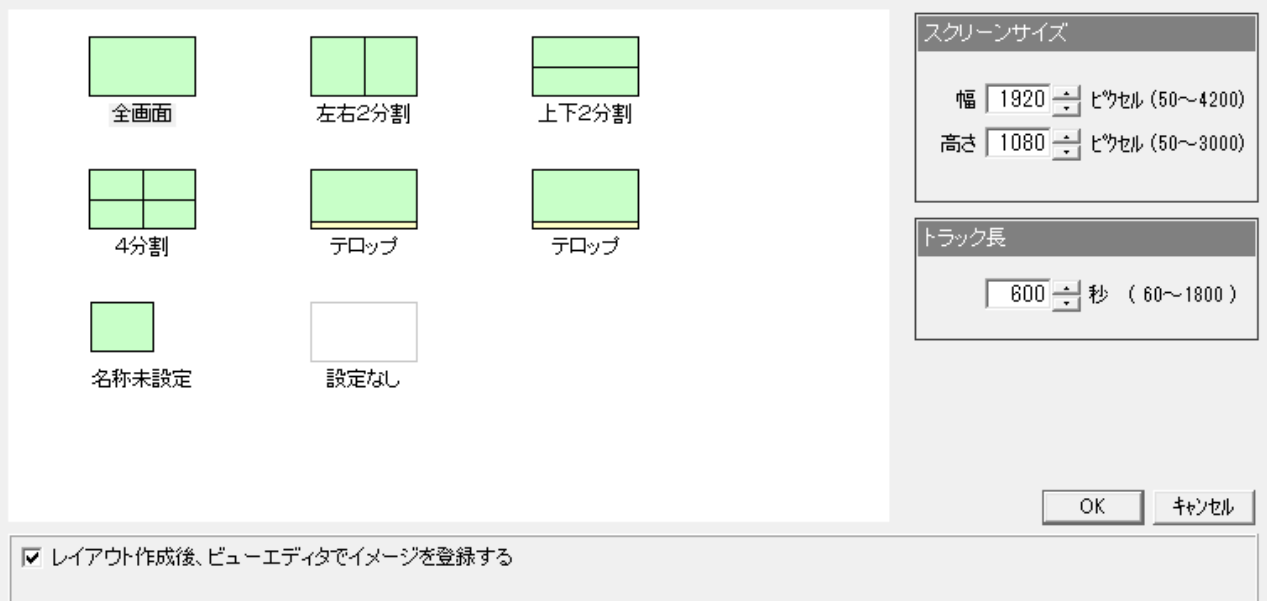 全画面
左右2分割
上下2分割
4分割
テロップ
テロップ
名称未設定
設定なし
スクリーンサイズ
幅 1920 ﾋﾟｸｾﾙ (50～4200)
高さ 1080 ﾋﾟｸｾﾙ (50～3000)
トラック長
600 秒 ( 60～1800 )
OK ｷｬﾝｾﾙ
レイアウト作成後、ビューエディタでイメージを登録する